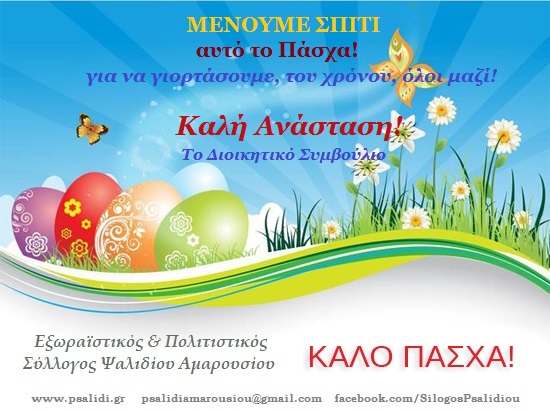 ΜΕΝΟΥΜΕ ΣΠΙΤΙ
αυτό το Πάσχα!
για να γιορτάσουμε, του χρόνου, όλοι μαζί!
Καλή Ανάσταση!
Το Διοικητικό Συμβούλιο
Εξωραϊστικός & Πολιτιστικός
Σύλλογος Ψαλιδίου Αμαρουσίου
ΚΑΛΟ ΠΑΣΧΑ!
www.psalidi.gr psalidiamarousiou@gmail.com facebook.com/SilogosPsalidiou